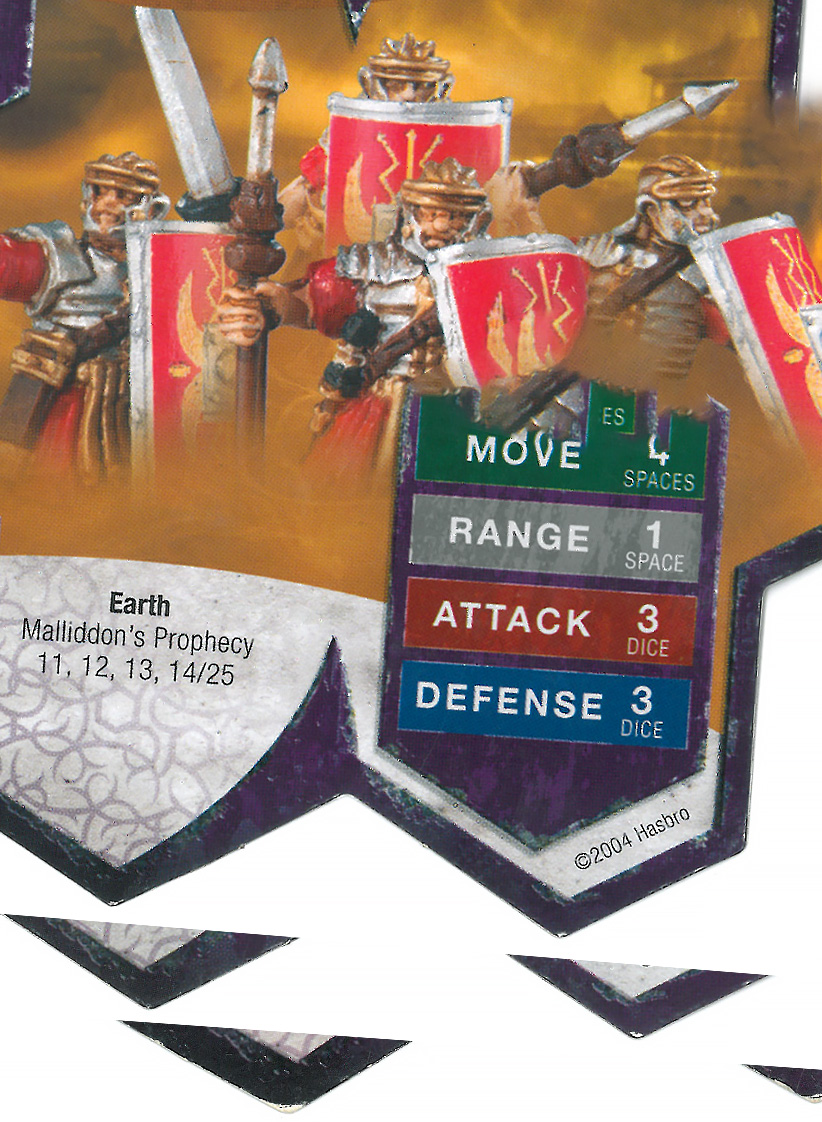 ES
MOVE 4
SPACES
RANGE 1
SPACE
ATTACK 3
DICE
DEFENSE 3
DICE
Earth
Malliddon's Prophecy
11, 12, 13, 14/25
©2004 Hasbro